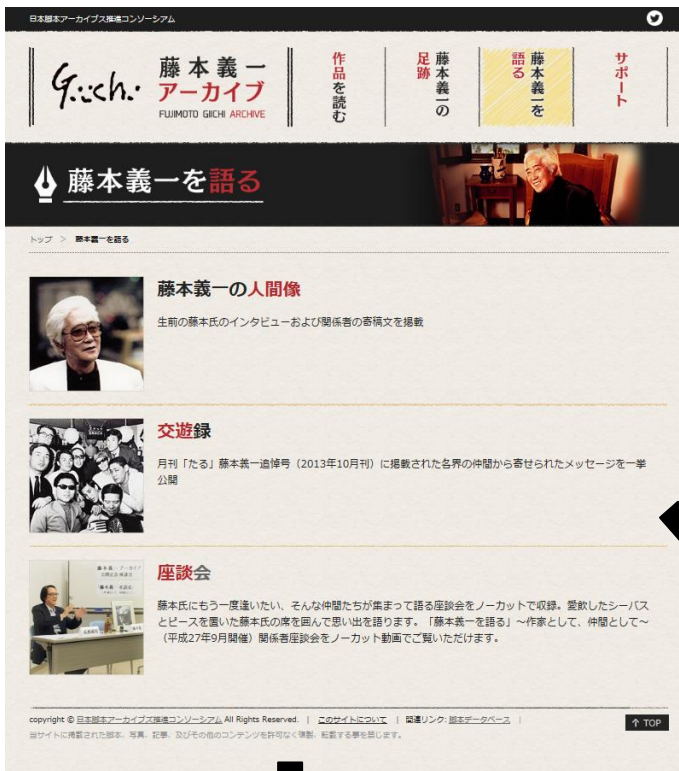 日本脚本アーカイブス推進コンソーシアム
Giichi
藤本義一
アーカイブ
FUJIMOTO GIICHI ARCHIVE
作品を読む
藤本義一の
足跡
藤本義一を
語る
サポート
藤本義一を語る
トップ ＞ 藤本義一を語る
藤本義一の人間像
生前の藤本氏のインタビューおよび関係者の寄稿文を掲載
交遊録
月刊「たる」藤本義一追悼号（2013年10月刊）に掲載された各界の仲間から寄せられたメッセージを一挙
公開
座談会
藤本氏にもう一度逢いたい、そんな仲間たちが集まって語る座談会をノーカットで収録。愛飲したシーバス
とピースを置いた藤本氏の席を囲んで思い出を語ります。「藤本義一を語る」～作家として、仲間として～
（平成27年9月開催）関係者座談会をノーカット動画でご覧いただけます。
copyright © 日本脚本アーカイブズ推進コンソーシアム All Rights Reserved. | このサイトについて | 関連リンク: 脚本データベース |
当サイトに掲載された脚本、写真、記事、及びその他のコンテンツを許可なく複製、転載する事を禁じます。
↑ TOP